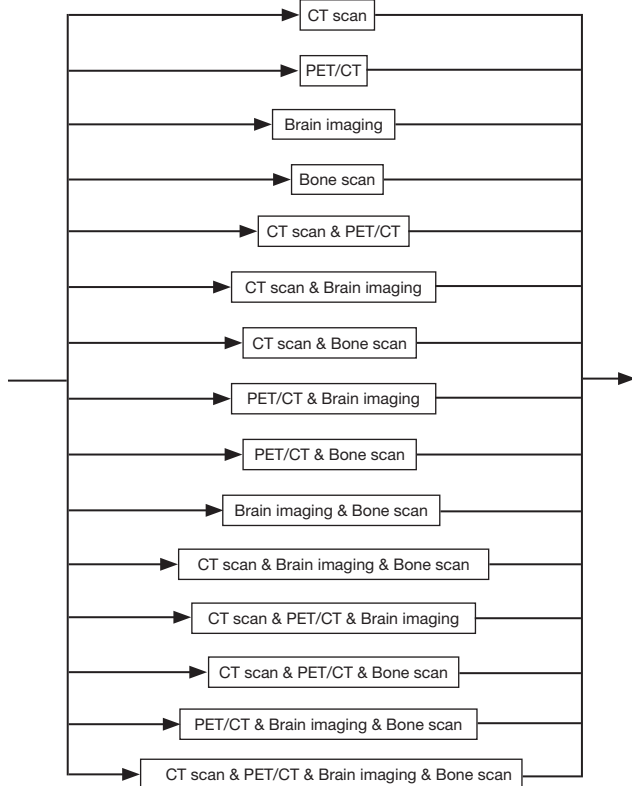 CT scan
PET/CT
Brain imaging
Bone scan
CT scan & PET/CT
CT scan & Brain imaging
CT scan & Bone scan
PET/CT & Brain imaging
PET/CT & Bone scan
Brain imaging & Bone scan
CT scan & Brain imaging & Bone scan
CT scan & PET/CT & Brain imaging
CT scan & PET/CT & Bone scan
PET/CT & Brain imaging & Bone scan
CT scan & PET/CT & Brain imaging & Bone scan